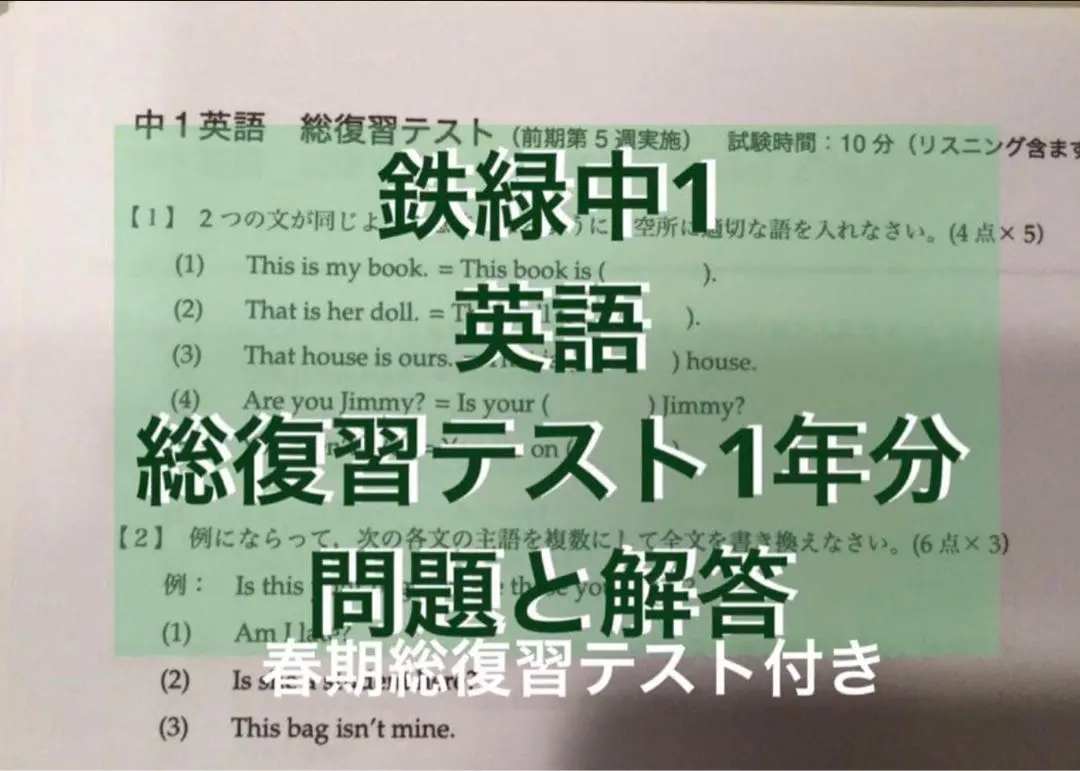 中1英語 総復習テスト (前期第5週実施) 試験時間：10分 (リスニング含ます
鉄緑中1
【1】 2つの文が同じよ うに 空所に適切な語を入れなさい。(4点×5)
(1) This is my book. = This book is ( ).
英語
(2) That is her doll. = ( ).
(3) That house is ours. = ( ) house.
(4) Are you Jimmy? = Is your ( ) Jimmy?
総復習テスト1年分
= on (
【2】 例にならって，次の各文の主語を複数にして全文を書き換えなさい。(6点×3)
例： Is this
問題と解答
(1) Am I late?
春期総復習テスト付き
(2) Is she a student here?
(3) This bag isn't mine.